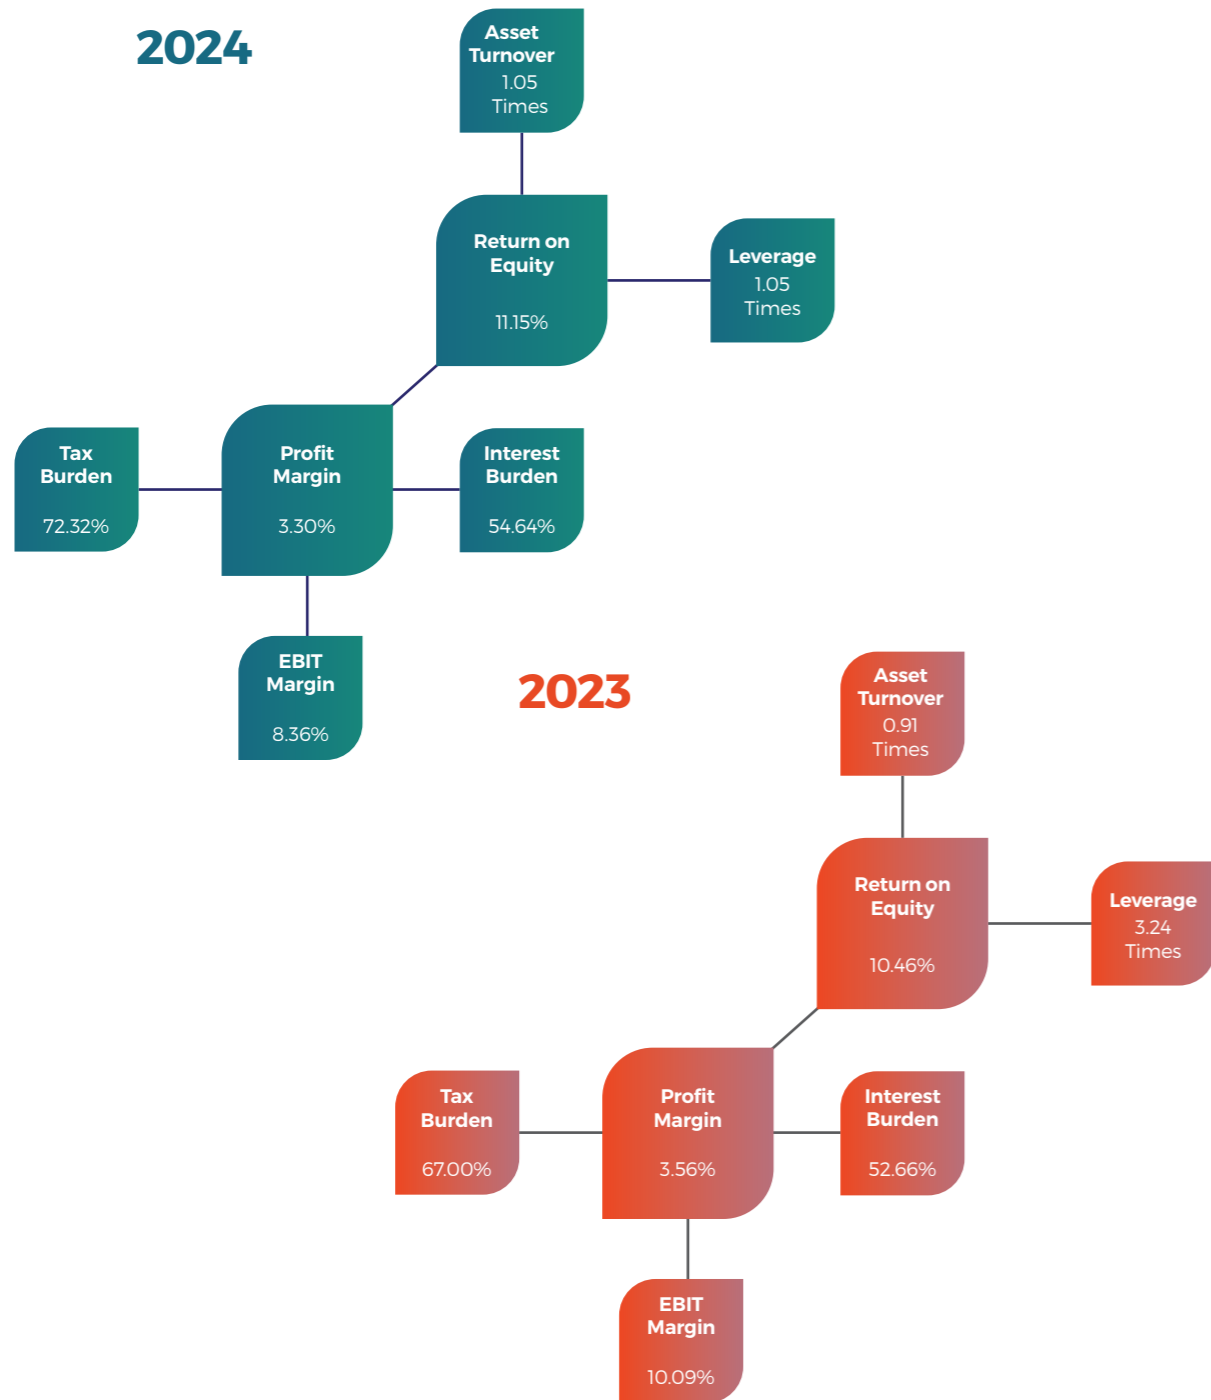 2024
Asset
Turnover
1.05
Times
Return on
Equity
11.15%
Leverage
1.05
Times
Tax
Burden
72.32%
Profit
Margin
3.30%
Interest
Burden
54.64%
EBIT
Margin
8.36%
2023
Asset
Turnover
0.91
Times
Return on
Equity
10.46%
Leverage
3.24
Times
Tax
Burden
67.00%
Profit
Margin
3.56%
Interest
Burden
52.66%
EBIT
Margin
10.09%